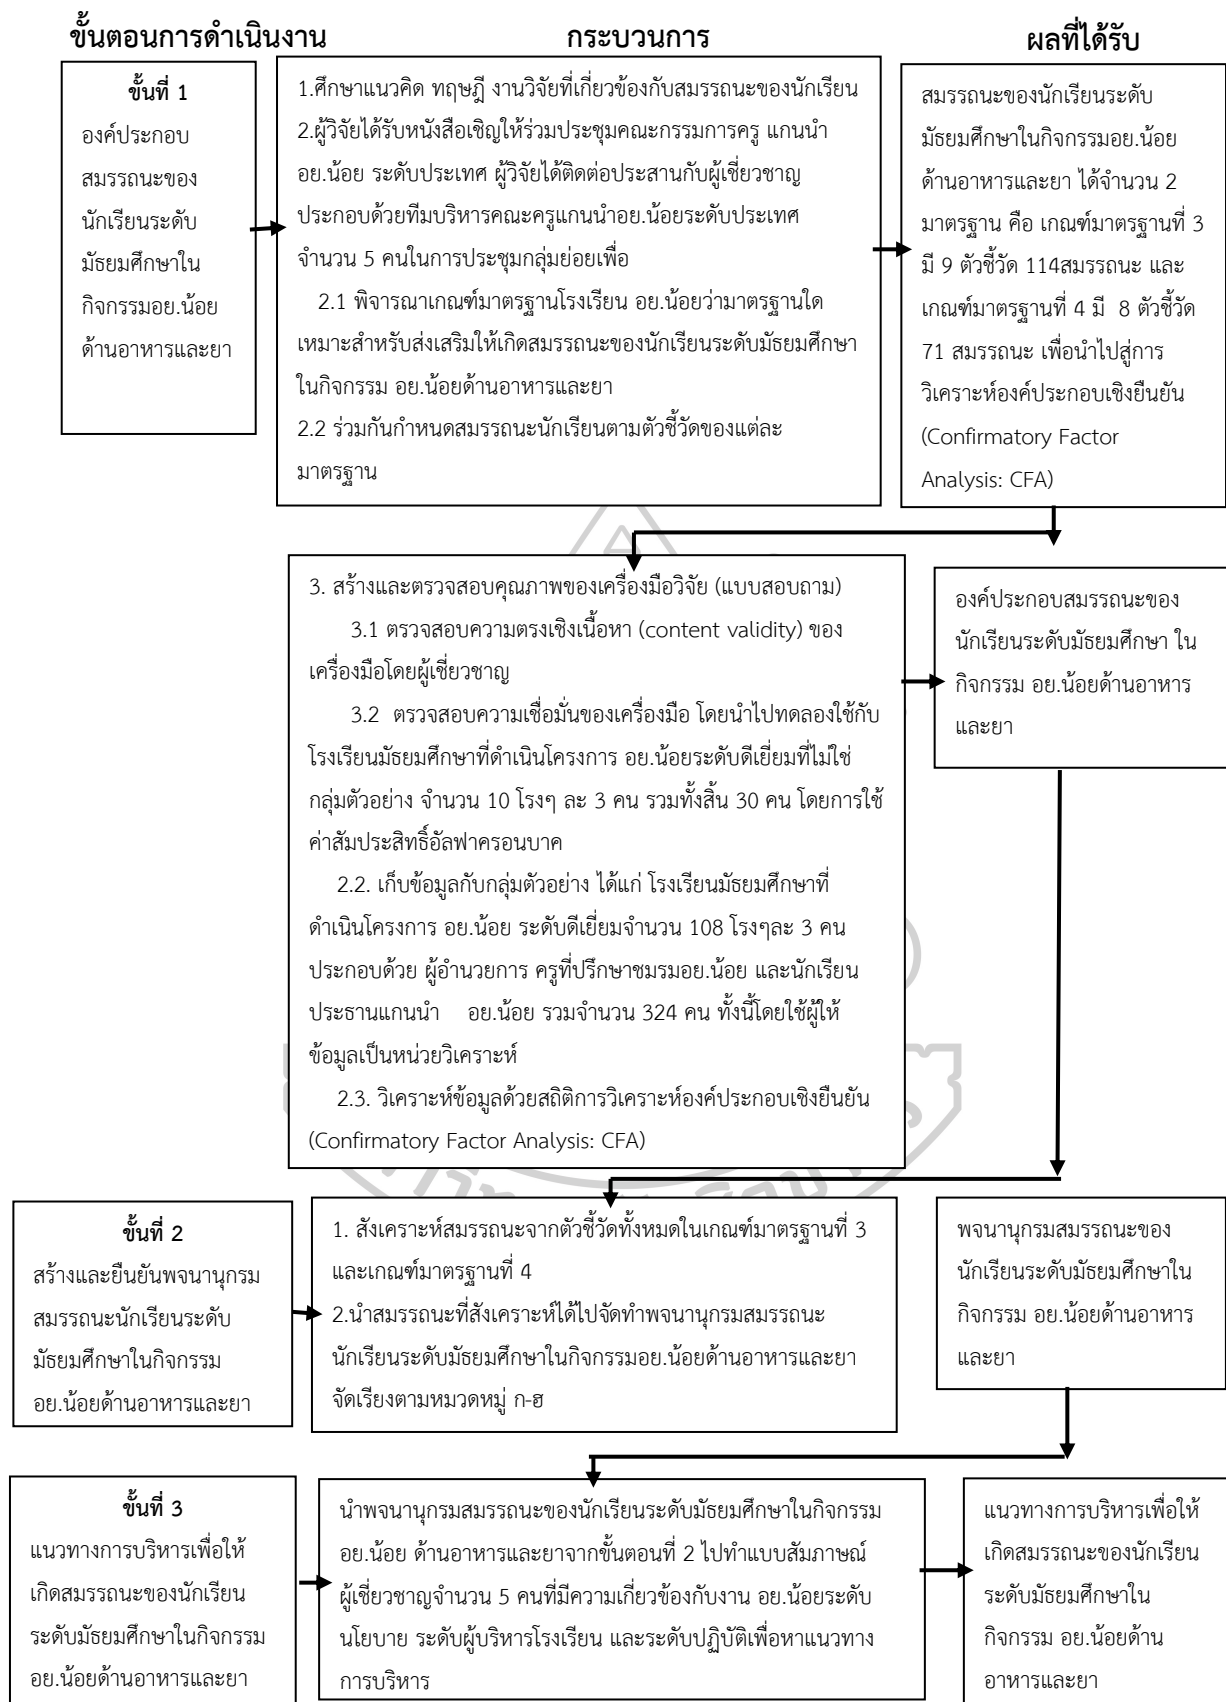 ขั้นตอนการดำเนินงาน
กระบวนการ
ผลที่ได้รับ
ขั้นที่ 1
องค์ประกอบ
สมรรถนะของ
นักเรียนระดับ
มัธยมศึกษาใน
กิจกรรมอย.น้อย
ด้านอาหารและยา
1.ศึกษาแนวคิด ทฤษฎี งานวิจัยที่เกี่ยวข้องกับสมรรถนะของนักเรียน
2.ผู้วิจัยได้รับหนังสือเชิญให้ร่วมประชุมคณะกรรมการครู แกนนำ
อย.น้อย ระดับประเทศ ผู้วิจัยได้ติดต่อประสานกับผู้เชี่ยวชาญ
ประกอบด้วยทีมบริหารคณะครูแกนนำอย.น้อยระดับประเทศ
จำนวน 5 คนในการประชุมกลุ่มย่อยเพื่อ
2.1 พิจารณาเกณฑ์มาตรฐานโรงเรียน อย.น้อยว่ามาตรฐานใด
เหมาะสำหรับส่งเสริมให้เกิดสมรรถนะของนักเรียนระดับมัธยมศึกษา
ในกิจกรรม อย.น้อยด้านอาหารและยา
2.2 ร่วมกันกำหนดสมรรถนะนักเรียนตามตัวชี้วัดของแต่ละ
มาตรฐาน
สมรรถนะของนักเรียนระดับ
มัธยมศึกษาในกิจกรรมอย.น้อย
ด้านอาหารและยา ได้จำนวน 2
มาตรฐาน คือ เกณฑ์มาตรฐานที่ 3
มี 9 ตัวชี้วัด 114สมรรถนะ และ
เกณฑ์มาตรฐานที่ 4 มี 8 ตัวชี้วัด
71 สมรรถนะ เพื่อนำไปสู่การ
วิเคราะห์องค์ประกอบเชิงยืนยัน
(Confirmatory Factor
Analysis: CFA)
3. สร้างและตรวจสอบคุณภาพของเครื่องมือวิจัย (แบบสอบถาม)
3.1 ตรวจสอบความตรงเชิงเนื้อหา (content validity) ของ
เครื่องมือโดยผู้เชี่ยวชาญ
3.2 ตรวจสอบความเชื่อมั่นของเครื่องมือ โดยนำไปทดลองใช้กับ
โรงเรียนมัธยมศึกษาที่ดำเนินโครงการ อย.น้อยระดับดีเยี่ยมที่ไม่ใช่
กลุ่มตัวอย่าง จำนวน 10 โรงๆ ละ 3 คน รวมทั้งสิ้น 30 คน โดยการใช้
ค่าสัมประสิทธิ์อัลฟาครอนบาค
2.2. เก็บข้อมูลกับกลุ่มตัวอย่าง ได้แก่ โรงเรียนมัธยมศึกษาที่
ดำเนินโครงการ อย.น้อย ระดับดีเยี่ยมจำนวน 108 โรงๆละ 3 คน
ประกอบด้วย ผู้อำนวยการ ครูที่ปรึกษาชมรมอย.น้อย และนักเรียน
ประธานแกนนำ อย.น้อย รวมจำนวน 324 คน ทั้งนี้โดยใช้ผู้ให้
ข้อมูลเป็นหน่วยวิเคราะห์
2.3. วิเคราะห์ข้อมูลด้วยสถิติการวิเคราะห์องค์ประกอบเชิงยืนยัน
(Confirmatory Factor Analysis: CFA)
องค์ประกอบสมรรถนะของ
นักเรียนระดับมัธยมศึกษา ใน
กิจกรรม อย.น้อยด้านอาหาร
และยา
ขั้นที่ 2
สร้างและยืนยันพจนานุกรม
สมรรถนะนักเรียนระดับ
มัธยมศึกษาในกิจกรรม
อย.น้อยด้านอาหารและยา
1. สังเคราะห์สมรรถนะจากตัวชี้วัดทั้งหมดในเกณฑ์มาตรฐานที่ 3
และเกณฑ์มาตรฐานที่ 4
2.นำสมรรถนะที่สังเคราะห์ได้ไปจัดทำพจนานุกรมสมรรถนะ
นักเรียนระดับมัธยมศึกษาในกิจกรรมอย.น้อยด้านอาหารและยา
จัดเรียงตามหมวดหมู่ ก-ฮ
พจนานุกรมสมรรถนะของ
นักเรียนระดับมัธยมศึกษาใน
กิจกรรม อย.น้อยด้านอาหาร
และยา
ขั้นที่ 3
แนวทางการบริหารเพื่อให้
เกิดสมรรถนะของนักเรียน
ระดับมัธยมศึกษาในกิจกรรม
อย.น้อยด้านอาหารและยา
นำพจนานุกรมสมรรถนะของนักเรียนระดับมัธยมศึกษาในกิจกรรม
อย.น้อย ด้านอาหารและยาจากขั้นตอนที่ 2 ไปทำแบบสัมภาษณ์
ผู้เชี่ยวชาญจำนวน 5 คนที่มีความเกี่ยวข้องกับงาน อย.น้อยระดับ
นโยบาย ระดับผู้บริหารโรงเรียน และระดับปฏิบัติเพื่อหาแนวทาง
การบริหาร
แนวทางการบริหารเพื่อให้
เกิดสมรรถนะของนักเรียน
ระดับมัธยมศึกษาใน
กิจกรรม อย.น้อยด้าน
อาหารและยา